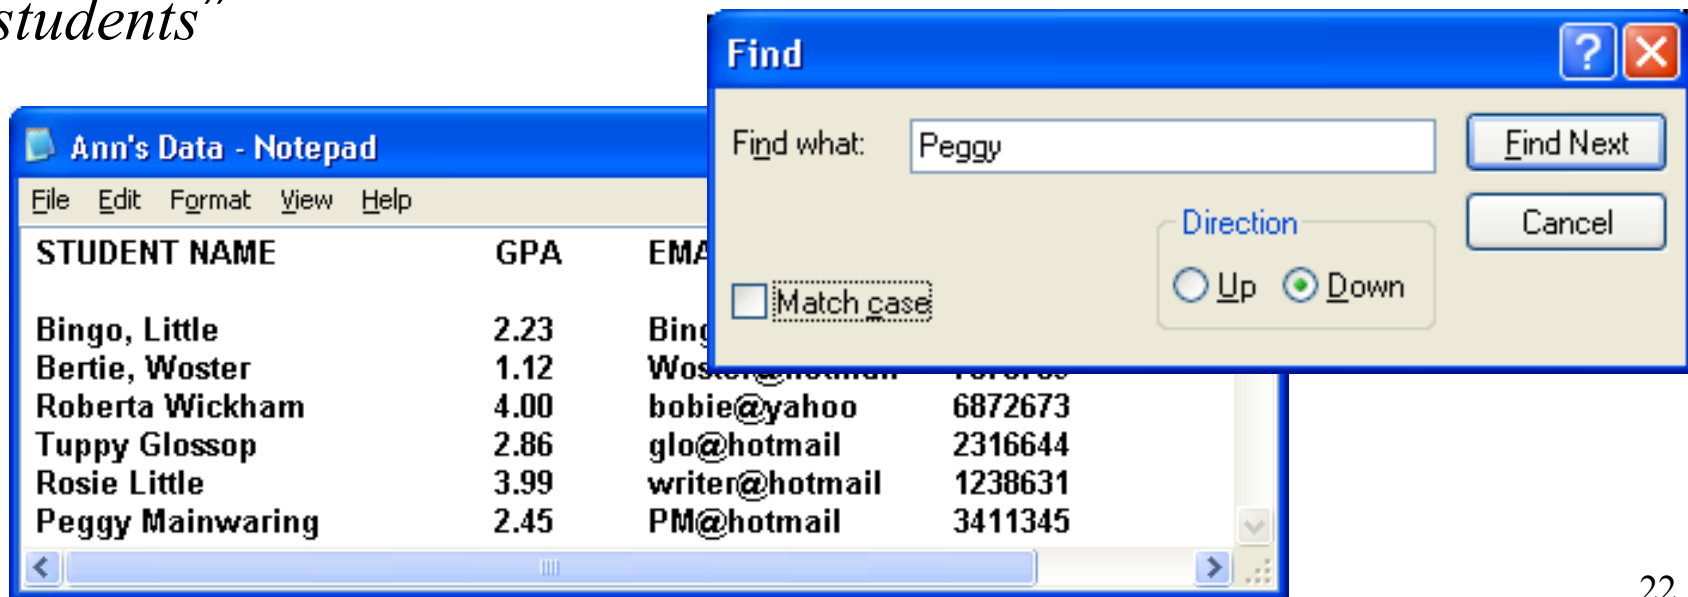 students"
Find
Find what: Peggy
Find Next
Cancel
Direction
Up Down
Match case
Ann's Data - Notepad
File Edit Format View Help
STUDENT NAME GPA EMA
Bingo, Little 2.23 Bing
Bertie, Woster 1.12
Roberta Wickham 4.00 bobie@yahoo 6872673
Tuppy Glossop 2.86 glo@hotmail 2316644
Rosie Little 3.99 writer@hotmail 1238631
Peggy Mainwaring 2.45 PM@hotmail 3411345
22